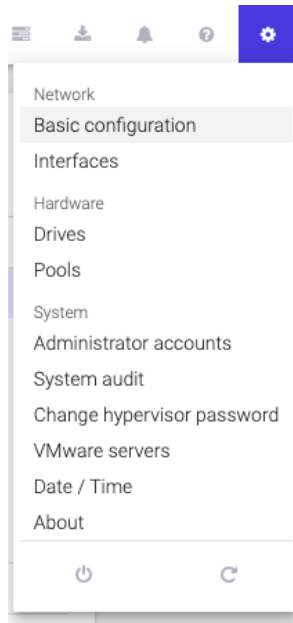 Network
Basic configuration
Interfaces
Hardware
Drives
Pools
System
Administrator accounts
System audit
Change hypervisor password
VMware servers
Date / Time
About